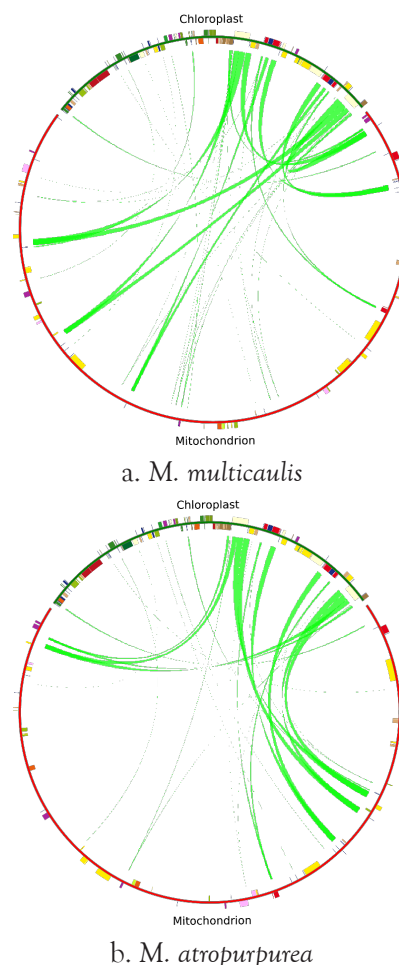 Chloroplast
Mitochondrion
a. M. multicaulis
Chloroplast
Mitochondrion
b. M. atropurpurea